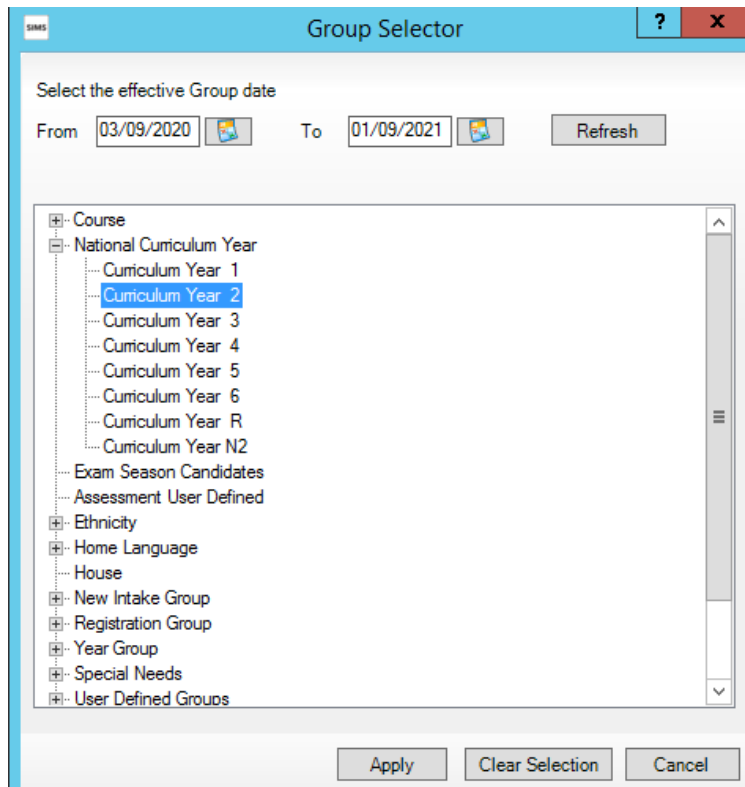 SIMS Group Selector ? x
Select the effective Group date
From 03/09/2020 To 01/09/2021 Refresh
Course
National Curriculum Year
Curriculum Year 1
Curriculum Year 2
Curriculum Year 3
Curriculum Year 4
Curriculum Year 5
Curriculum Year 6
Curriculum Year R
Curriculum Year N2
Exam Season Candidates
Assessment User Defined
Ethnicity
Home Language
House
New Intake Group
Registration Group
Year Group
Special Needs
User Defined Groups
Apply Clear Selection Cancel